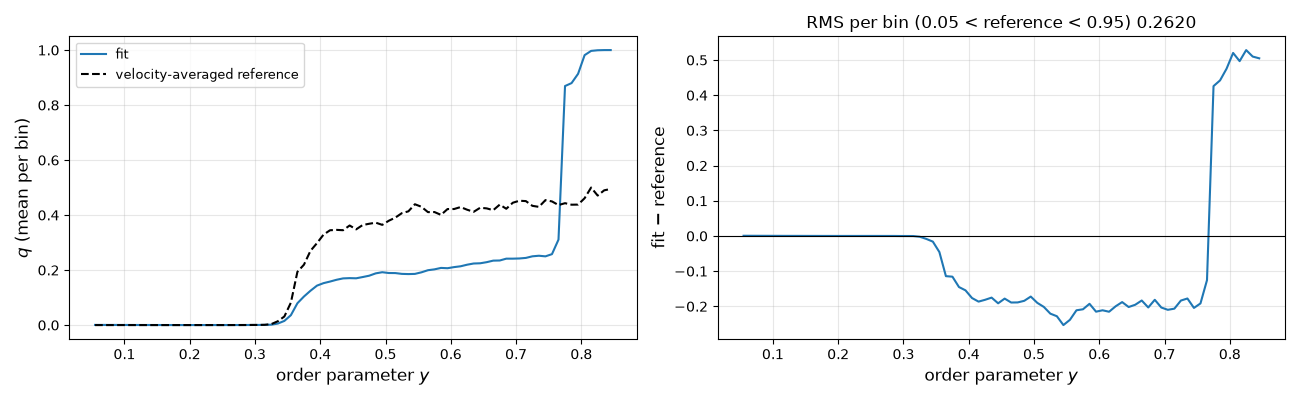 fit
velocity-averaged reference
q (mean per bin)
1.0
0.8
0.6
0.4
0.2
0.0
0.1 0.2 0.3 0.4 0.5 0.6 0.7 0.8
order parameter y
RMS per bin (0.05 < reference < 0.95) 0.2620
fit − reference
0.5
0.4
0.3
0.2
0.1
0.0
−0.1
−0.2
0.1 0.2 0.3 0.4 0.5 0.6 0.7 0.8
order parameter y